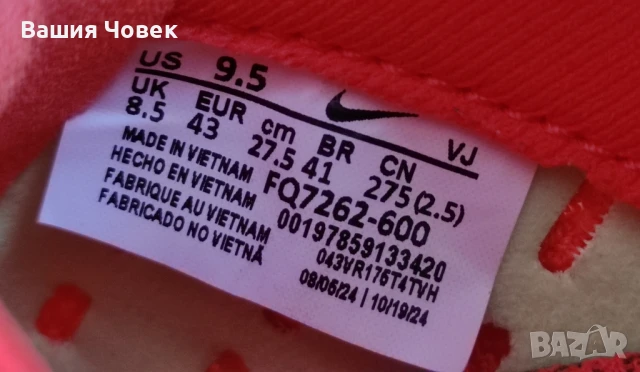 Вашия Човек
US 9.5
UK EUR cm BR CN VJ
8.5 43 27.5 41 275(2.5)
MADE IN VIETNAM
HECHO EN VIETNAM
FABRIQUE AU VIETNAM
FABRICADO NO VIETNÃ
FQ7262-600
00197859133420
043VR176T4TVH
08/06/24 | 10/19/24
BAZAR